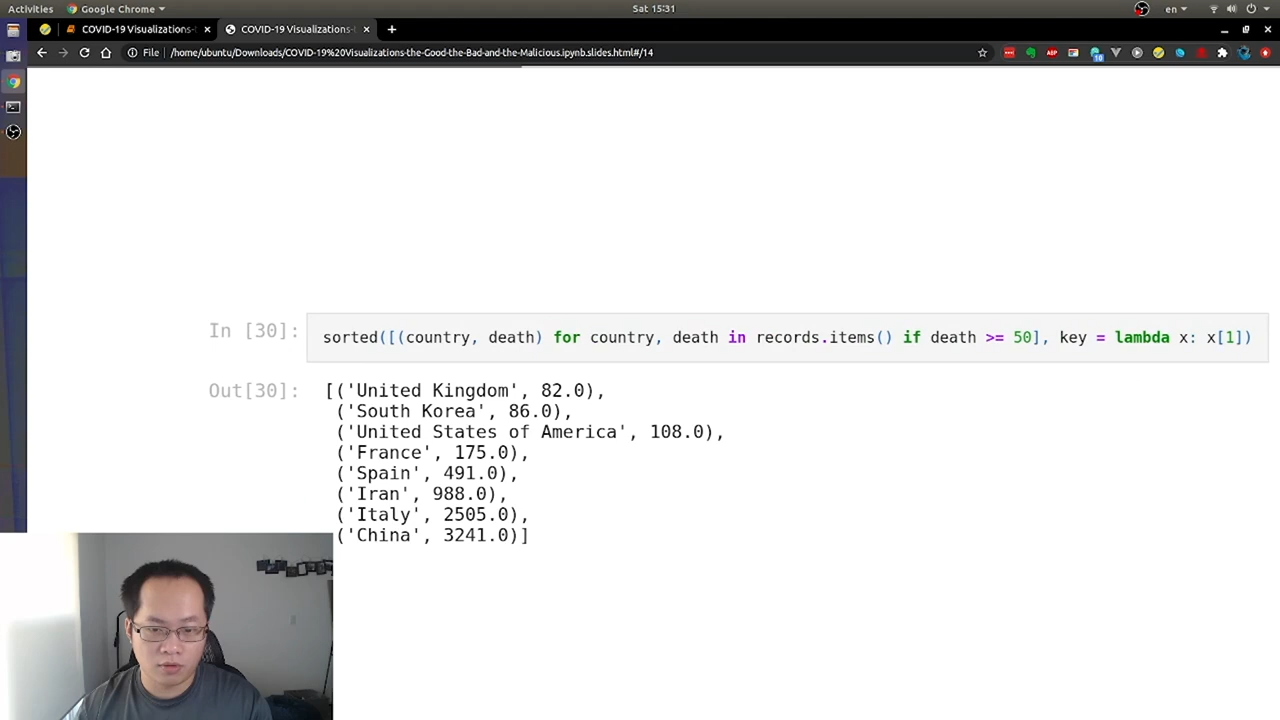 Activities
Google Chrome
Sat 15:31
en
COVID-19 Visualizations-
COVID-19 Visualizations-
File
/home/ubuntu/Downloads/COVID-19%20Visualizations-the-Good-the-Bad-and-the-Malicious.ipynb.slides.html#/14
ABP
10
In [30]:
sorted([(country, death) for country, death in records.items() if death >= 50], key = lambda x: x[1])
Out[30]:
[('United Kingdom', 82.0),
('South Korea', 86.0),
('United States of America', 108.0),
('France', 175.0),
('Spain', 491.0),
('Iran', 988.0),
('Italy', 2505.0),
('China', 3241.0)]